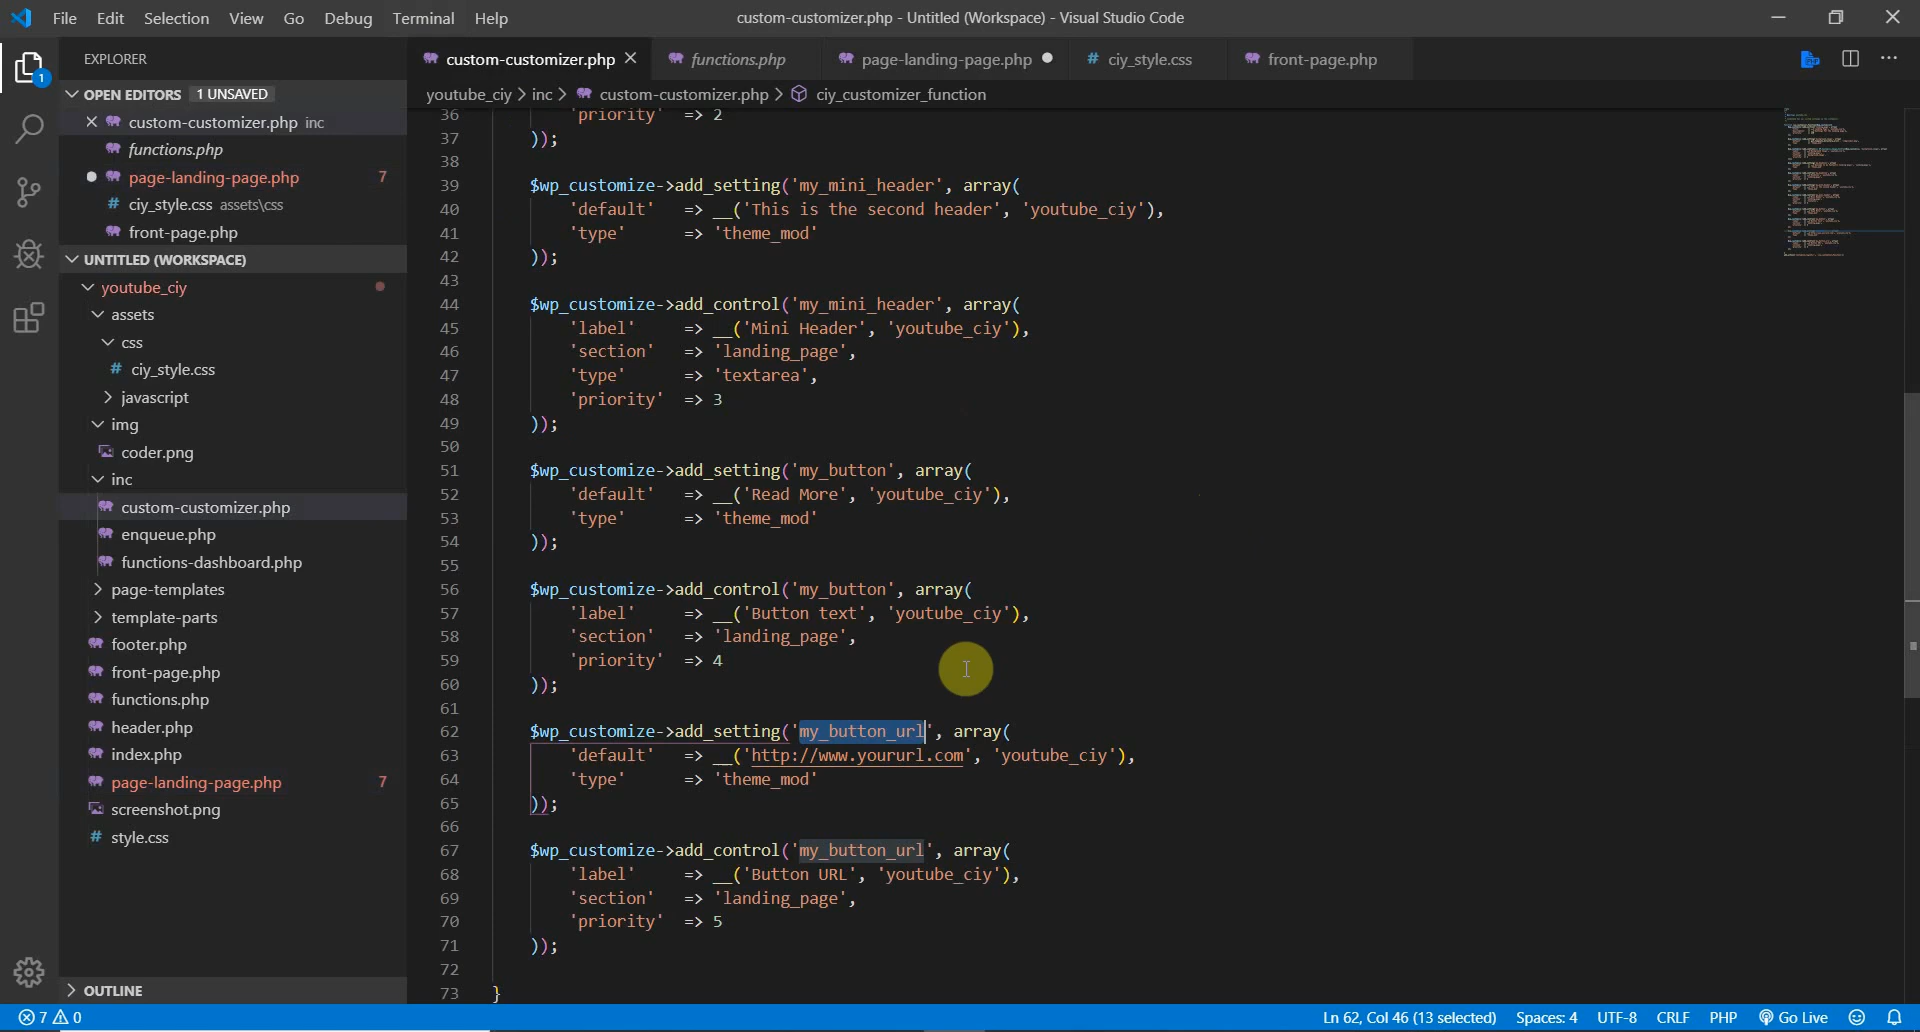 File Edit Selection View Go Debug Terminal Help
custom-customizer.php - Untitled (Workspace) - Visual Studio Code
1
EXPLORER
OPEN EDITORS 1 UNSAVED
custom-customizer.php inc
functions.php
page-landing-page.php 7
ciy_style.css assets\css
front-page.php
UNTITLED (WORKSPACE)
youtube_ciy
assets
css
ciy_style.css
javascript
img
coder.png
inc
custom-customizer.php
enqueue.php
functions-dashboard.php
page-templates
template-parts
footer.php
front-page.php
functions.php
header.php
index.php
page-landing-page.php 7
screenshot.png
style.css
OUTLINE
custom-customizer.php functions.php page-landing-page.php ciy_style.css front-page.php
youtube_ciy > inc > custom-customizer.php > ciy_customizer_function
36 'priority' => 2
37 ));
38
39 $wp_customize->add_setting('my_mini_header', array(
40 'default' => __('This is the second header', 'youtube_ciy'),
41 'type' => 'theme_mod'
42 ));
43
44 $wp_customize->add_control('my_mini_header', array(
45 'label' => __('Mini Header', 'youtube_ciy'),
46 'section' => 'landing_page',
47 'type' => 'textarea',
48 'priority' => 3
49 ));
50
51 $wp_customize->add_setting('my_button', array(
52 'default' => __('Read More', 'youtube_ciy'),
53 'type' => 'theme_mod'
54 ));
55
56 $wp_customize->add_control('my_button', array(
57 'label' => __('Button text', 'youtube_ciy'),
58 'section' => 'landing_page',
59 'priority' => 4
60 ));
61
62 $wp_customize->add_setting('my_button_url', array(
63 'default' => __('http://www.yoururl.com', 'youtube_ciy'),
64 'type' => 'theme_mod'
65 ));
66
67 $wp_customize->add_control('my_button_url', array(
68 'label' => __('Button URL', 'youtube_ciy'),
69 'section' => 'landing_page',
70 'priority' => 5
71 ));
72
73 }
7 0 Ln 62, Col 46 (13 selected) Spaces: 4 UTF-8 CRLF PHP Go Live